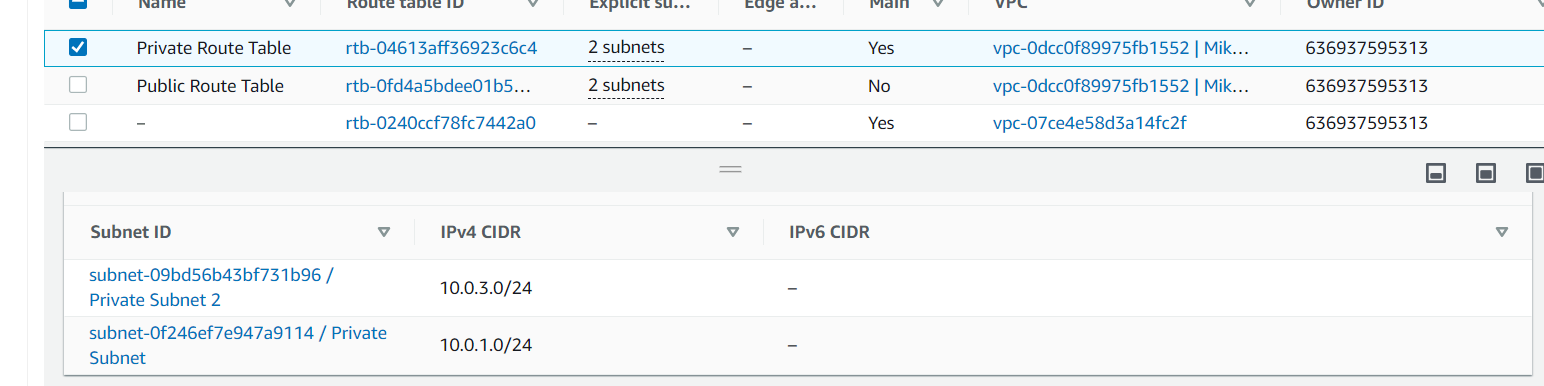 Name Route table ID Explicit su... Edge a... Main VPC Owner ID
Private Route Table rtb-04613aff36923c6c4 2 subnets – Yes vpc-0dcc0f89975fb1552 | Mik... 636937595313
Public Route Table rtb-0fd4a5bdee01b5... 2 subnets – No vpc-0dcc0f89975fb1552 | Mik... 636937595313
– rtb-0240ccf78fc7442a0 – – Yes vpc-07ce4e58d3a14fc2f 636937595313
Subnet ID IPv4 CIDR IPv6 CIDR
subnet-09bd56b43bf731b96 /
Private Subnet 2 10.0.3.0/24 –
subnet-0f246ef7e947a9114 / Private
Subnet 10.0.1.0/24 –